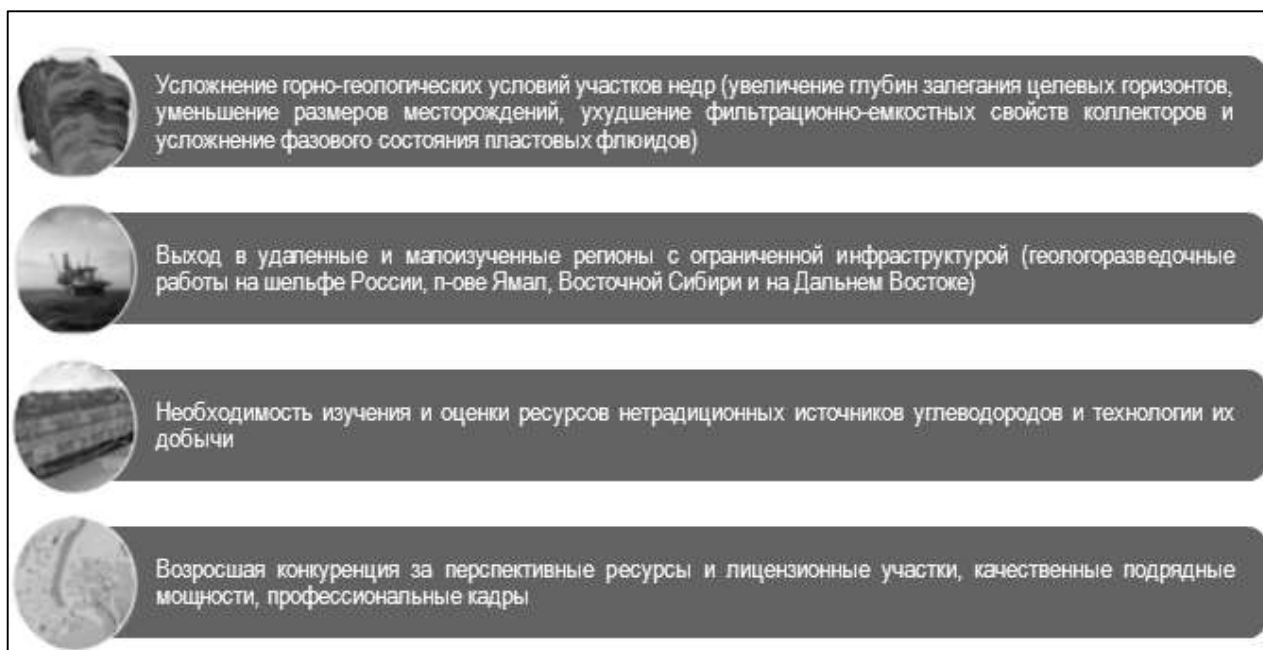 Усложнение горно-геологических условий участков недр (увеличение глубин залегания целевых горизонтов,
уменьшение размеров месторождений, ухудшение фильтрационно-емкостных свойств коллекторов и
усложнение фазового состояния пластовых флюидов)
Выход в удаленные и малоизученные регионы с ограниченной инфраструктурой (геологоразведочные
работы на шельфе России, п-ове Ямал, Восточной Сибири и на Дальнем Востоке)
Необходимость изучения и оценки ресурсов нетрадиционных источников углеводородов и технологии их
добычи
Возросшая конкуренция за перспективные ресурсы и лицензионные участки, качественные подрядные
мощности, профессиональные кадры